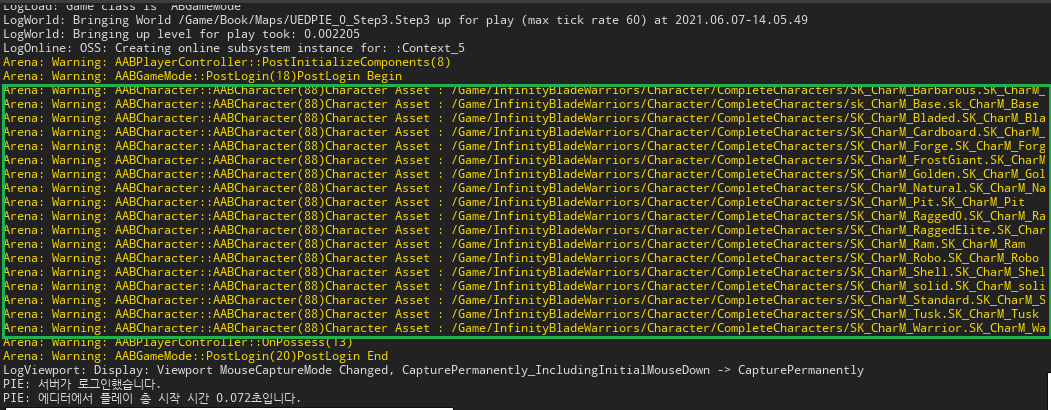 LogLoad: Game class is 'ABGameMode'
LogWorld: Bringing World /Game/Book/Maps/UEDPIE_0_Step3.Step3 up for play (max tick rate 60) at 2021.06.07-14.05.49
LogWorld: Bringing up level for play took: 0.002205
LogOnline: OSS: Creating online subsystem instance for: :Context_5
Arena: Warning: AABPlayerController::PostInitializeComponents(8)
Arena: Warning: AABGameMode::PostLogin(18)PostLogin Begin
Arena: Warning: AABCharacter::AABCharacter(88)Character Asset : /Game/InfinityBladeWarriors/Character/CompleteCharacters/SK_CharM_Barbarous.SK_CharM_
Arena: Warning: AABCharacter::AABCharacter(88)Character Asset : /Game/InfinityBladeWarriors/Character/CompleteCharacters/sk_CharM_Base.sk_CharM_Base
Arena: Warning: AABCharacter::AABCharacter(88)Character Asset : /Game/InfinityBladeWarriors/Character/CompleteCharacters/SK_CharM_Bladed.SK_CharM_Bla
Arena: Warning: AABCharacter::AABCharacter(88)Character Asset : /Game/InfinityBladeWarriors/Character/CompleteCharacters/SK_CharM_Cardboard.SK_CharM_
Arena: Warning: AABCharacter::AABCharacter(88)Character Asset : /Game/InfinityBladeWarriors/Character/CompleteCharacters/SK_CharM_Forge.SK_CharM_Forg
Arena: Warning: AABCharacter::AABCharacter(88)Character Asset : /Game/InfinityBladeWarriors/Character/CompleteCharacters/SK_CharM_FrostGiant.SK_CharM
Arena: Warning: AABCharacter::AABCharacter(88)Character Asset : /Game/InfinityBladeWarriors/Character/CompleteCharacters/SK_CharM_Golden.SK_CharM_Gol
Arena: Warning: AABCharacter::AABCharacter(88)Character Asset : /Game/InfinityBladeWarriors/Character/CompleteCharacters/SK_CharM_Natural.SK_CharM_Na
Arena: Warning: AABCharacter::AABCharacter(88)Character Asset : /Game/InfinityBladeWarriors/Character/CompleteCharacters/SK_CharM_Pit.SK_CharM_Pit
Arena: Warning: AABCharacter::AABCharacter(88)Character Asset : /Game/InfinityBladeWarriors/Character/CompleteCharacters/SK_CharM_Ragged0.SK_CharM_Ra
Arena: Warning: AABCharacter::AABCharacter(88)Character Asset : /Game/InfinityBladeWarriors/Character/CompleteCharacters/SK_CharM_RaggedElite.SK_Char
Arena: Warning: AABCharacter::AABCharacter(88)Character Asset : /Game/InfinityBladeWarriors/Character/CompleteCharacters/SK_CharM_Ram.SK_CharM_Ram
Arena: Warning: AABCharacter::AABCharacter(88)Character Asset : /Game/InfinityBladeWarriors/Character/CompleteCharacters/SK_CharM_Robo.SK_CharM_Robo
Arena: Warning: AABCharacter::AABCharacter(88)Character Asset : /Game/InfinityBladeWarriors/Character/CompleteCharacters/SK_CharM_Shell.SK_CharM_Shel
Arena: Warning: AABCharacter::AABCharacter(88)Character Asset : /Game/InfinityBladeWarriors/Character/CompleteCharacters/SK_CharM_solid.SK_CharM_soli
Arena: Warning: AABCharacter::AABCharacter(88)Character Asset : /Game/InfinityBladeWarriors/Character/CompleteCharacters/SK_CharM_Standard.SK_CharM_S
Arena: Warning: AABCharacter::AABCharacter(88)Character Asset : /Game/InfinityBladeWarriors/Character/CompleteCharacters/SK_CharM_Tusk.SK_CharM_Tusk
Arena: Warning: AABCharacter::AABCharacter(88)Character Asset : /Game/InfinityBladeWarriors/Character/CompleteCharacters/SK_CharM_Warrior.SK_CharM_Wa
Arena: Warning: AABPlayerController::OnPossess(13)
Arena: Warning: AABGameMode::PostLogin(20)PostLogin End
LogViewport: Display: Viewport MouseCaptureMode Changed, CapturePermanently_IncludingInitialMouseDown -> CapturePermanently
PIE: 서버가 로그인했습니다.
PIE: 에디터에서 플레이 총 시작 시간 0.072초입니다.